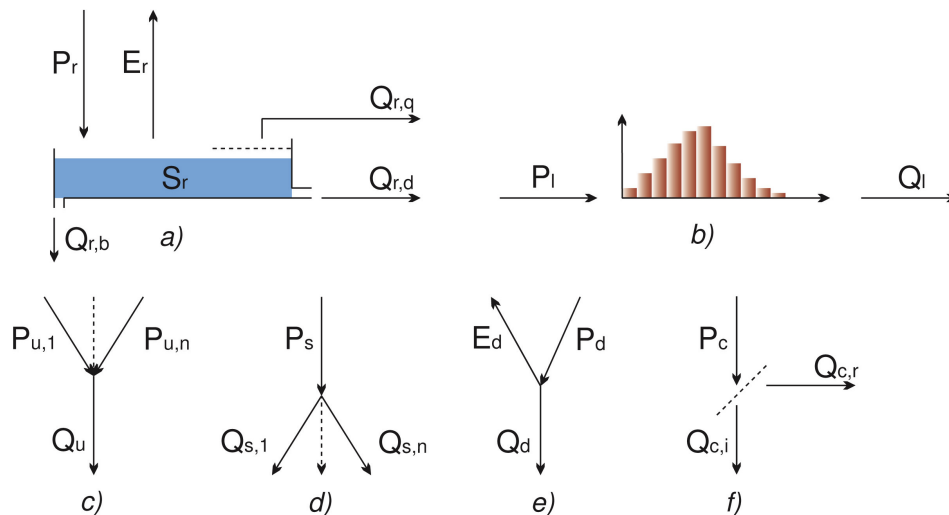 Pr Er
Qr,q
Sr Qr,d
Qr,b
a)
Pl Ql
b)
Pu,1 Pu,n
Qu
c)
Ps
Qs,1 Qs,n
d)
Ed Pd
Qd
e)
Pc
Qc,r
Qc,i
f)